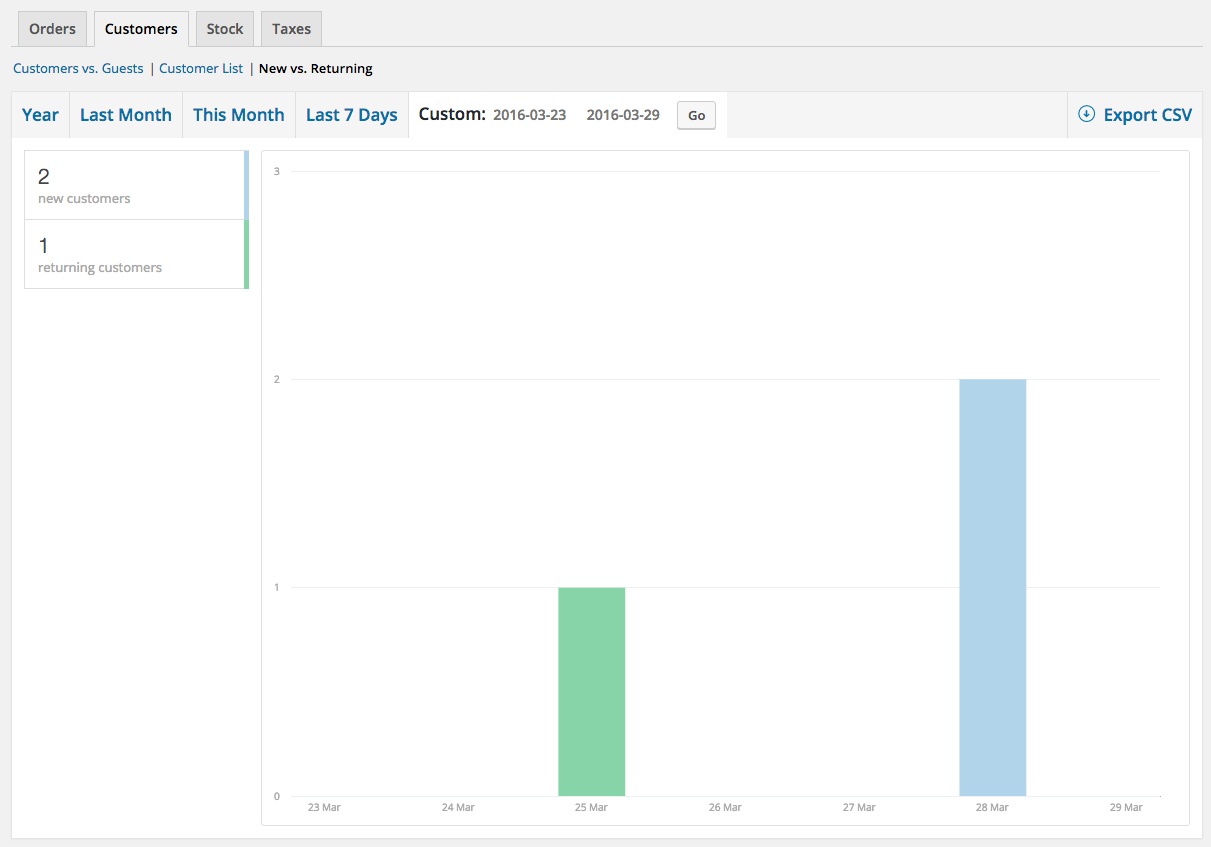 Orders Customers Stock Taxes
Customers vs. Guests | Customer List | New vs. Returning
Year Last Month This Month Last 7 Days Custom: 2016-03-23 2016-03-29 Go Export CSV
2
new customers
1
returning customers
3
2
1
0
23 Mar 24 Mar 25 Mar 26 Mar 27 Mar 28 Mar 29 Mar